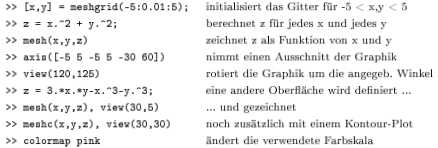 >> [x,y] = meshgrid(-5:0.01:5); initialisiert das Gitter für -5 < x,y < 5
>> z = x.^2 + y.^2; berechnet z für jedes x und jedes y
>> mesh(x,y,z) zeichnet z als Funktion von x und y
>> axis([-5 5 -5 5 -30 60]) nimmt einen Ausschnitt der Graphik
>> view(120,125) rotiert die Graphik um die angegeb. Winkel
>> z = 3.*x.*y-x.^3-y.^3; eine andere Oberfläche wird definiert ...
>> mesh(x,y,z), view(30,5) ... und gezeichnet
>> meshc(x,y,z), view(30,30) noch zusätzlich mit einem Kontour-Plot
>> colormap pink ändert die verwendete Farbskala